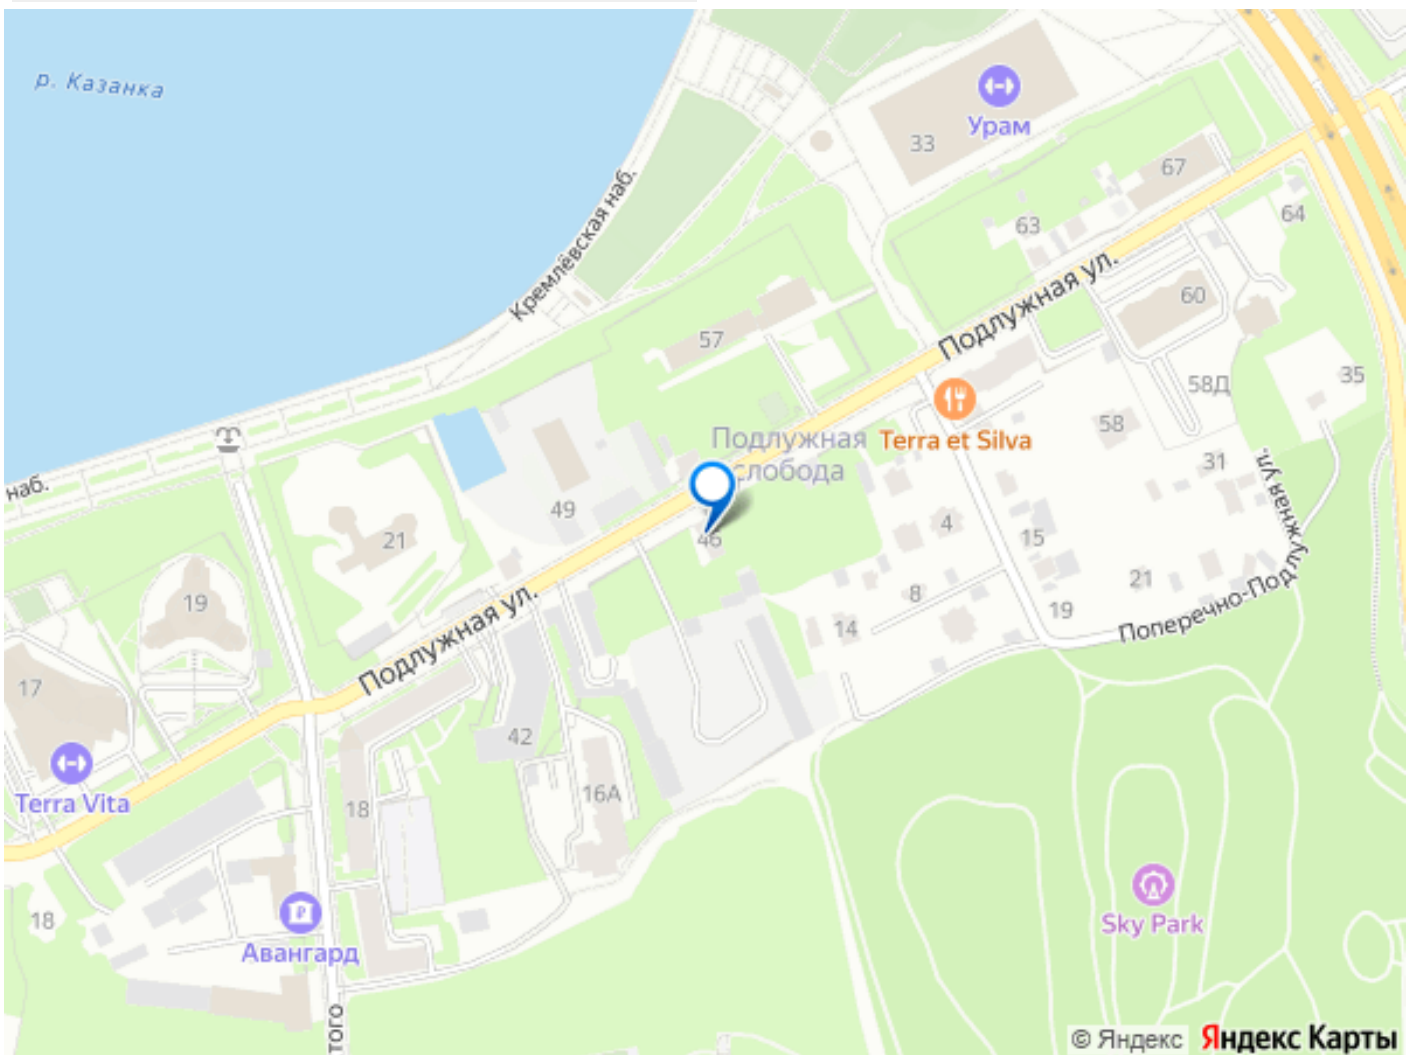 р. Казанка
Урам
33
67
Кремлёвская наб.
63
64
Подлужная ул.
60
57
58Д
35
Terra et Silva
58
Подлужная
слобода
31
наб.
49
46
4
15
Поперечно-Подлужная ул.
21
21
19
8
19
14
Подлужная ул.
17
42
Terra Vita
16А
18
Sky Park
18
Авангард
того
© Яндекс Яндекс Карты